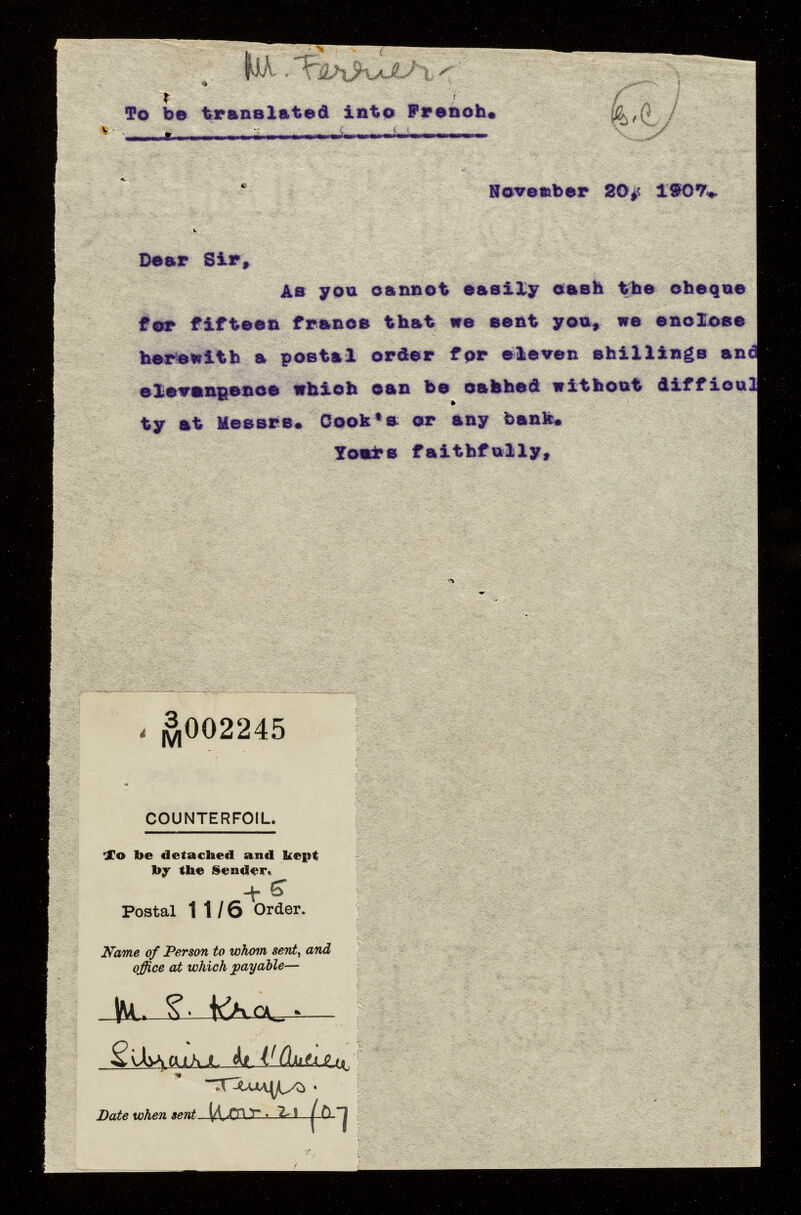 M. Ferrier
To be translated into French.
November 20, 1907.
Dear Sir,
As you cannot easily cash the cheque
for fifteen francs that we sent you, we enclose
herewith a postal order for eleven shillings and
elevenpence which can be cabhed without difficul
ty at Messrs. Cook's or any bank.
Yours faithfully,
3/M 002245
COUNTERFOIL.
To be detached and kept
by the Sender.
+ 5
Postal 11/6 Order.
Name of Person to whom sent, and
office at which payable—
M. S. Kra.
Libraire de l'Ancien
Temps.
Date when sent Nov. 21/07